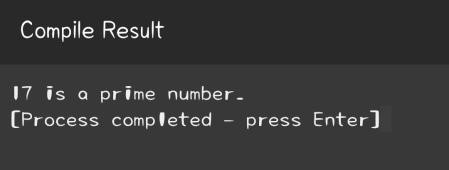 Compile Result
17 is a prime number.
[Process completed - press Enter]